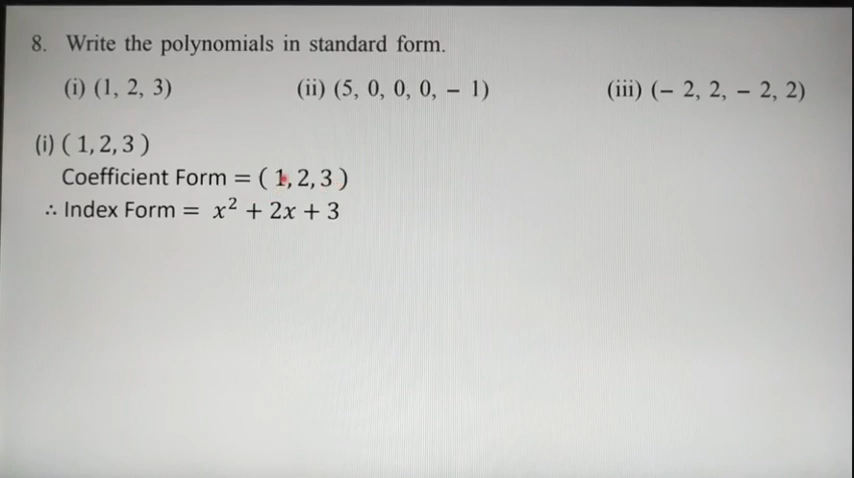 8. Write the polynomials in standard form.
(i) (1, 2, 3) (ii) (5, 0, 0, 0, − 1) (iii) (− 2, 2, − 2, 2)
(i) ( 1, 2, 3 )
Coefficient Form = ( 1, 2, 3 )
∴ Index Form = x² + 2x + 3